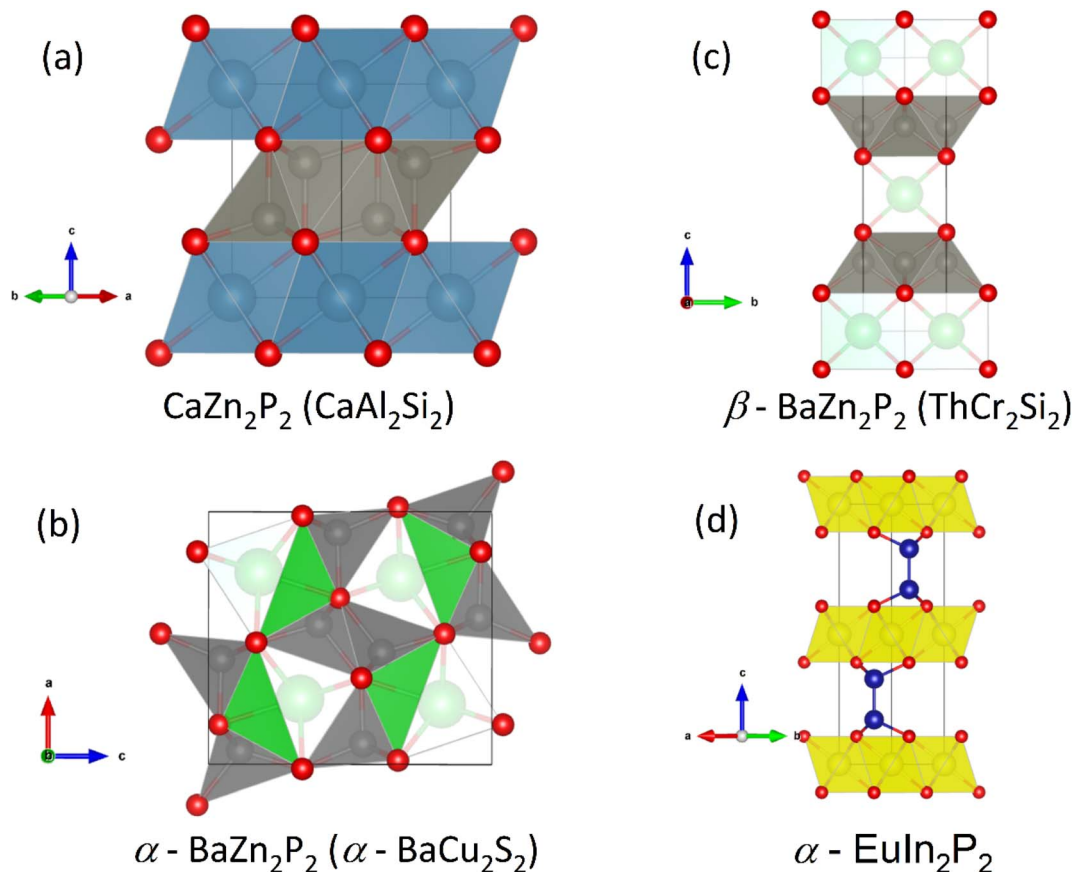 (a)
c
b
a
CaZn₂P₂ (CaAl₂Si₂)
(c)
c
a
b
β - BaZn₂P₂ (ThCr₂Si₂)
(b)
a
b
c
α - BaZn₂P₂ (α - BaCu₂S₂)
(d)
c
a
b
α - EuIn₂P₂